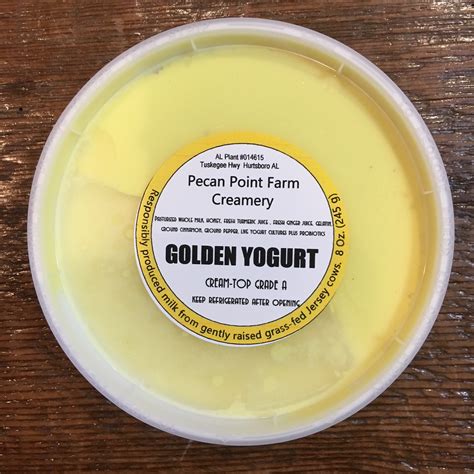 AL Plant #014615
Tuskegee Hwy Hurtsboro AL
Pecan Point Farm
Creamery
Pasturized whole milk, honey, fresh turmeric juice, fresh ginger juice, gelatin,
ground cinnamon, ground pepper, live yogurt cultures plus probiotics
GOLDEN YOGURT
CREAM-TOP GRADE A
KEEP REFRIGERATED AFTER OPENING
Responsibly produced milk from gently raised grass-fed Jersey cows. 8 Oz. (245 g)